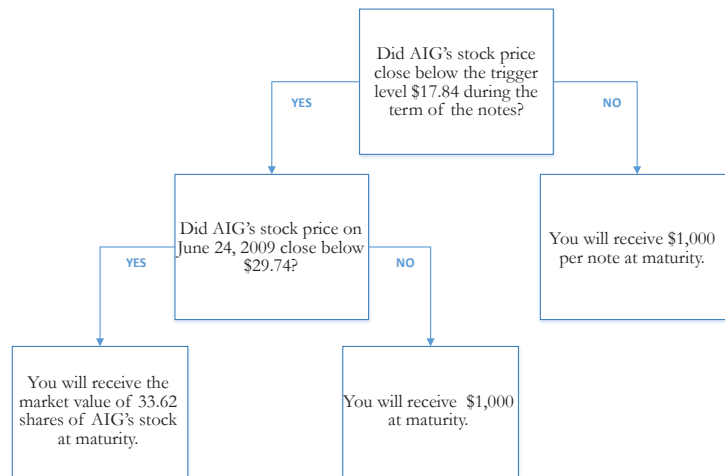 Did AIG's stock price
close below the trigger
level $17.84 during the
term of the notes?
YES
NO
Did AIG's stock price on
June 24, 2009 close below
$29.74?
You will receive $1,000
per note at maturity.
YES
NO
You will receive the
market value of 33.62
shares of AIG's stock
at maturity.
You will receive $1,000
at maturity.